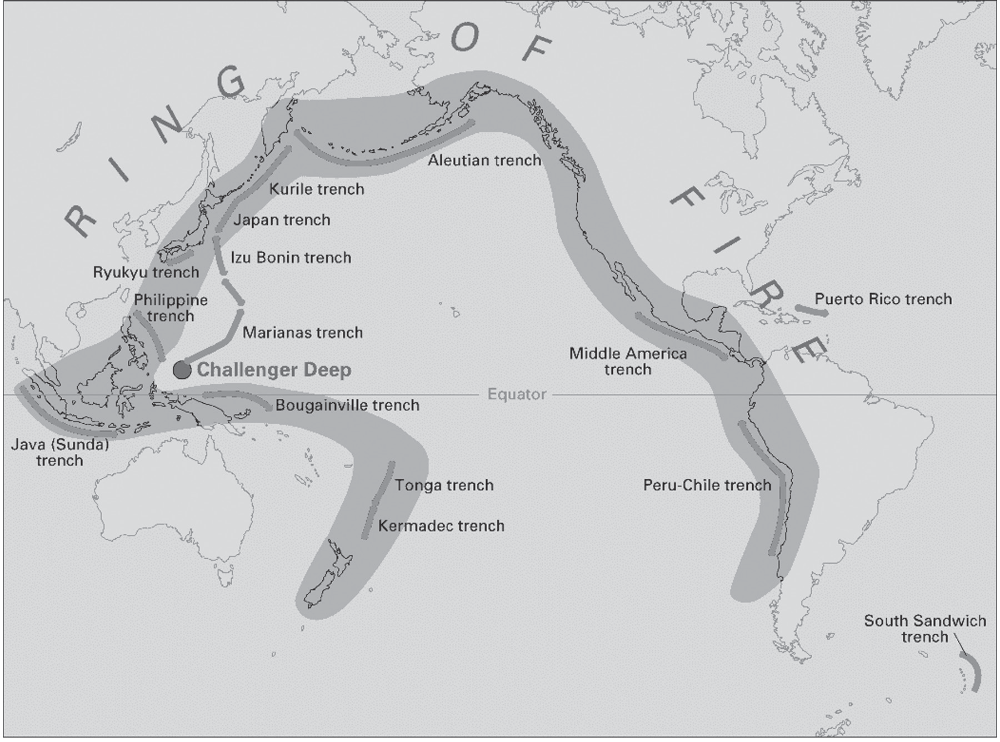 RING OF FIRE
Aleutian trench
Kurile trench
Japan trench
Izu Bonin trench
Ryukyu trench
Philippine
trench
Puerto Rico trench
Marianas trench
Middle America
trench
Challenger Deep
Equator
Bougainville trench
Java (Sunda)
trench
Tonga trench
Peru-Chile trench
Kermadec trench
South Sandwich
trench